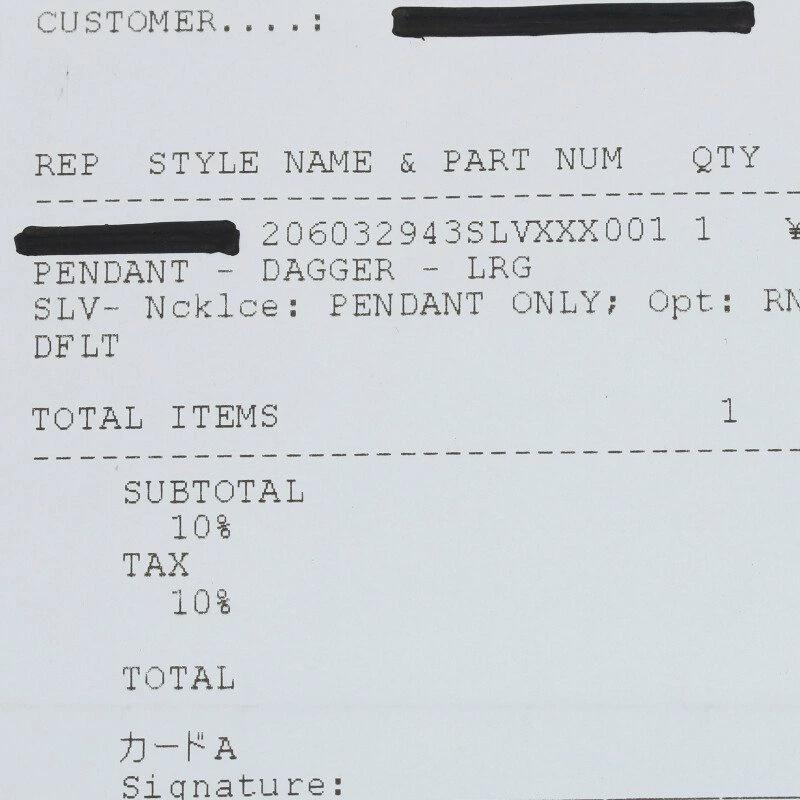 CUSTOMER....:
REP STYLE NAME & PART NUM QTY
206032943SLVXXX001 1 ¥
PENDANT - DAGGER - LRG
SLV- Ncklce: PENDANT ONLY; Opt: RN
DFLT
TOTAL ITEMS 1
SUBTOTAL
10%
TAX
10%
TOTAL
カードA
Signature: